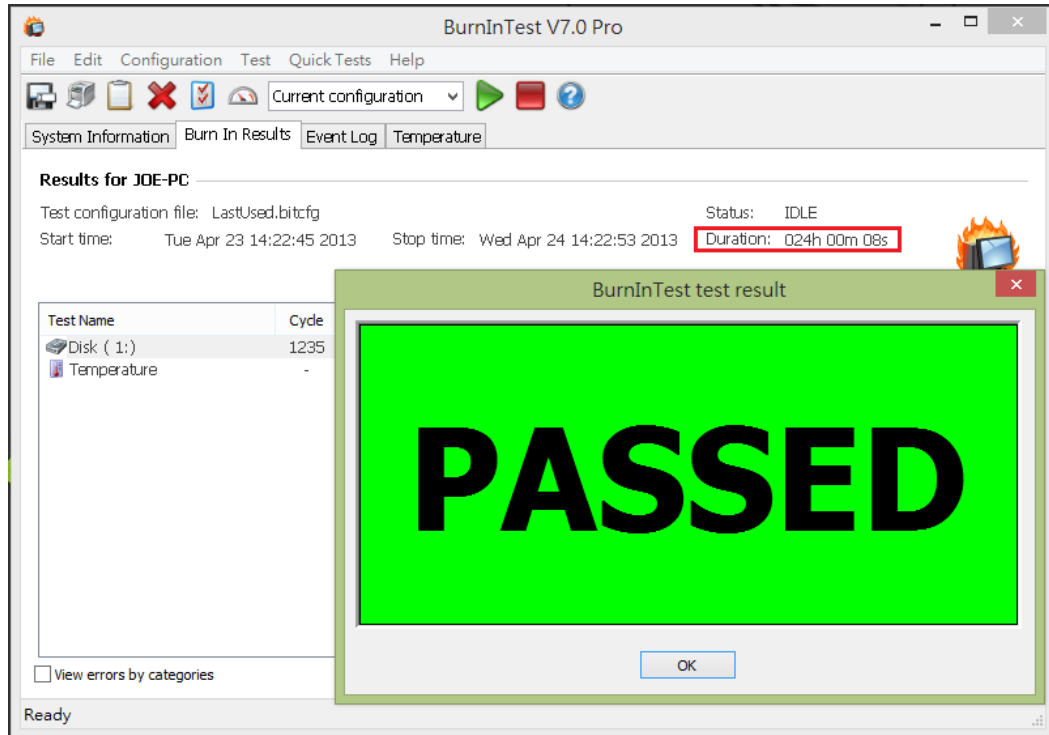 BurnInTest V7.0 Pro
File Edit Configuration Test Quick Tests Help
Current configuration
System Information Burn In Results Event Log Temperature
Results for JOE-PC
Test configuration file: LastUsed.bitcfg Status: IDLE
Start time: Tue Apr 23 14:22:45 2013 Stop time: Wed Apr 24 14:22:53 2013 Duration: 024h 00m 08s
BurnInTest test result
Test Name Cycle
Disk ( 1:) 1235
Temperature -
PASSED
OK
View errors by categories
Ready